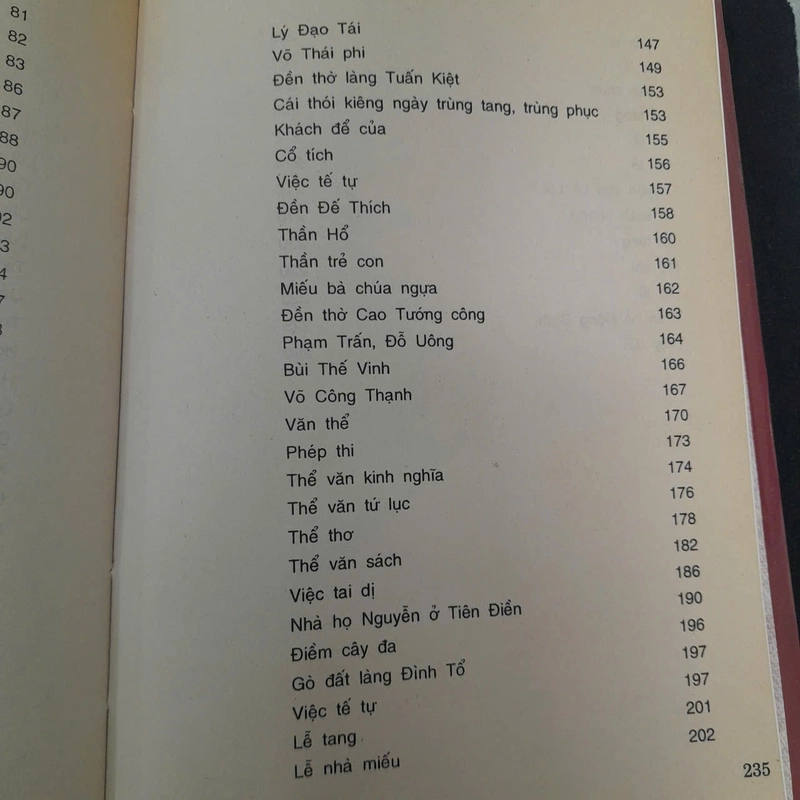 81
82
83
86
87
88
90
90
Lý Đạo Tái 147
Võ Thái phi 149
Đền thờ làng Tuấn Kiệt 153
Cái thói kiêng ngày trùng tang, trùng phục 153
Khách để của 155
Cổ tích 156
Việc tế tự 157
Đền Đế Thích 158
Thần Hổ 160
Thần trẻ con 161
Miếu bà chúa ngựa 162
Đền thờ Cao Tướng công 163
Phạm Trấn, Đỗ Uông 164
Bùi Thế Vinh 166
Võ Công Thạnh 167
Văn thể 170
Phép thi 173
Thể văn kinh nghĩa 174
Thể văn tứ lục 176
Thể thơ 178
Thể văn sách 182
Việc tai dị 186
Nhà họ Nguyễn ở Tiên Điền 190
Điềm cây đa 196
Gò đất làng Đình Tổ 197
Việc tế tự 197
Lễ tang 201
Lễ nhà miếu 202
235